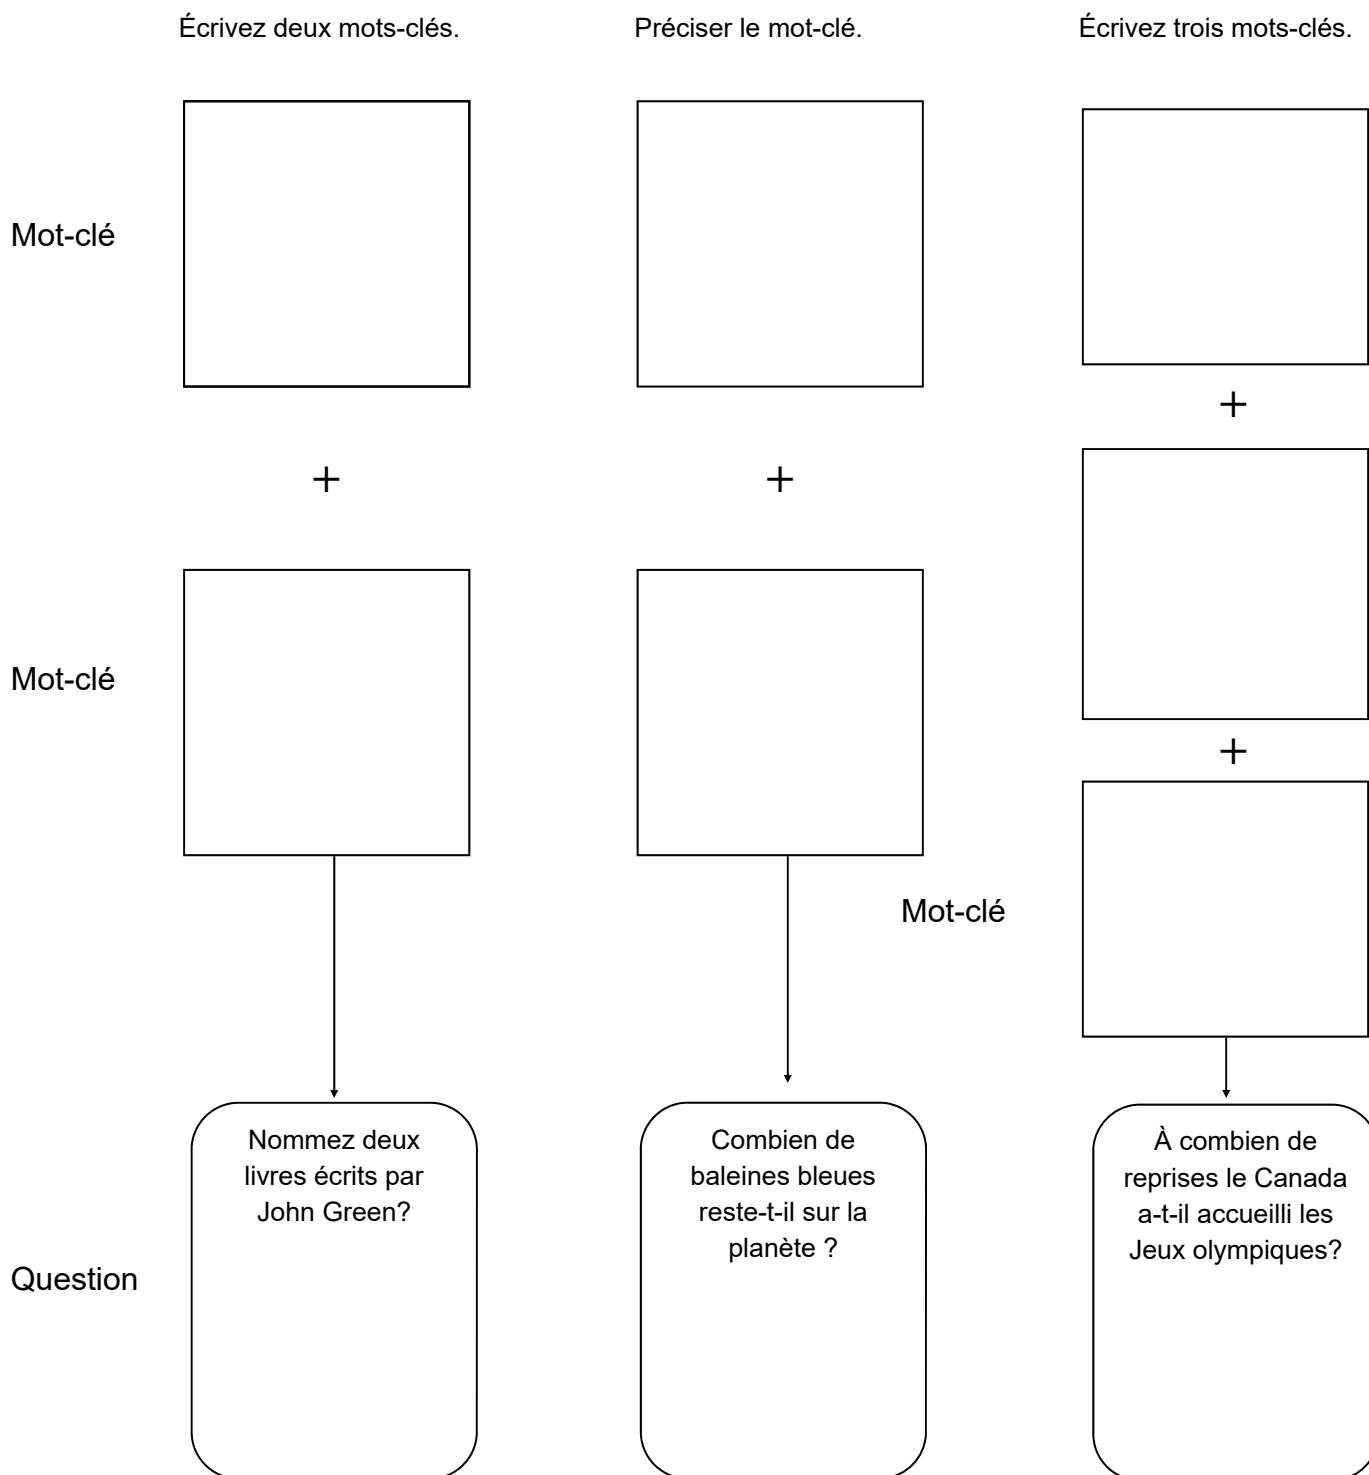 Écrivez deux mots-clés.
Préciser le mot-clé.
Écrivez trois mots-clés.
Mot-clé
+
+
+
Mot-clé
+
Mot-clé
Question
Nommez deux
livres écrits par
John Green?
Combien de
baleines bleues
reste-t-il sur la
planète ?
À combien de
reprises le Canada
a-t-il accueilli les
Jeux olympiques?